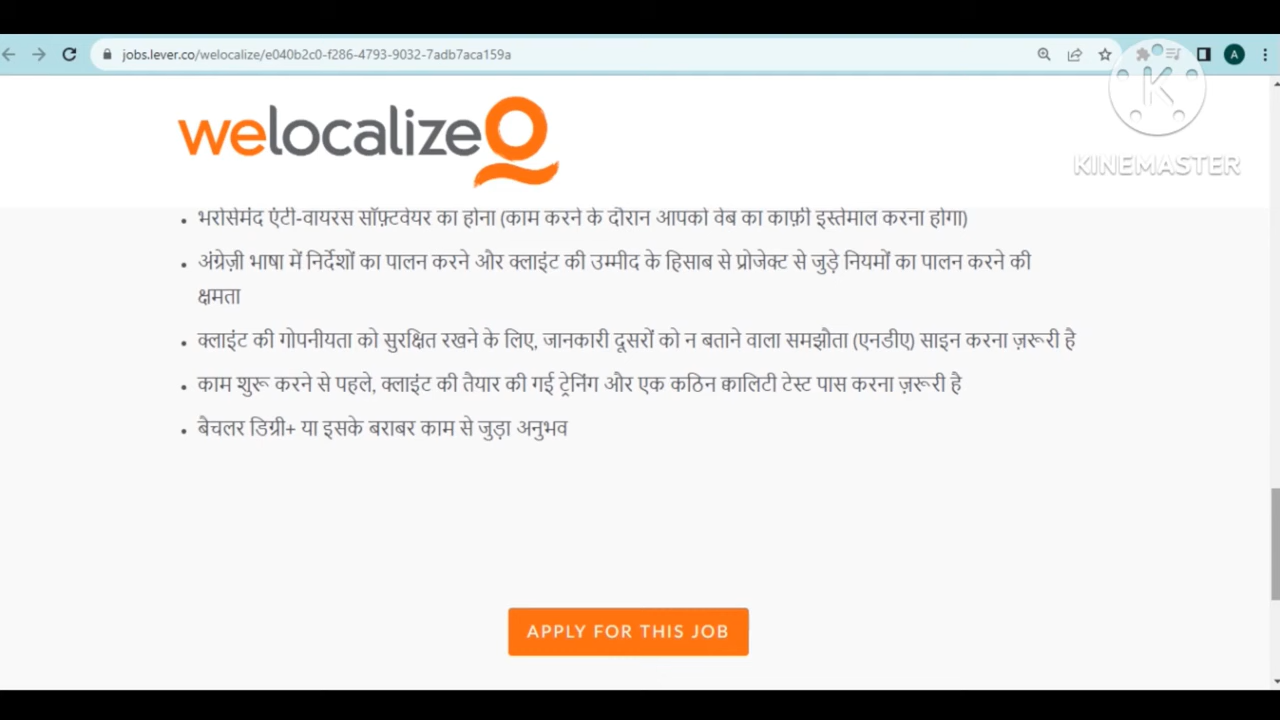 jobs.lever.co/welocalize/e040b2c0-f286-4793-9032-7adb7aca159a
A
K
KINEMASTER
welocalize
• भरोसेमंद एंटी-वायरस सॉफ़्टवेयर का होना (काम करने के दौरान आपको वेब का काफ़ी इस्तेमाल करना होगा)
• अंग्रेज़ी भाषा में निर्देशों का पालन करने और क्लाइंट की उम्मीद के हिसाब से प्रोजेक्ट से जुड़े नियमों का पालन करने की
क्षमता
• क्लाइंट की गोपनीयता को सुरक्षित रखने के लिए, जानकारी दूसरों को न बताने वाला समझौता (एनडीए) साइन करना ज़रूरी है
• काम शुरू करने से पहले, क्लाइंट की तैयार की गई ट्रेनिंग और एक कठिन क्वालिटी टेस्ट पास करना ज़रूरी है
• बैचलर डिग्री+ या इसके बराबर काम से जुड़ा अनुभव
APPLY FOR THIS JOB